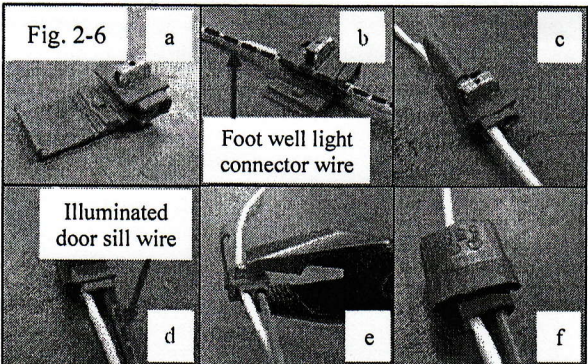 Fig. 2-6
a
b
c
Foot well light
connector wire
Illuminated
door sill wire
d
e
f